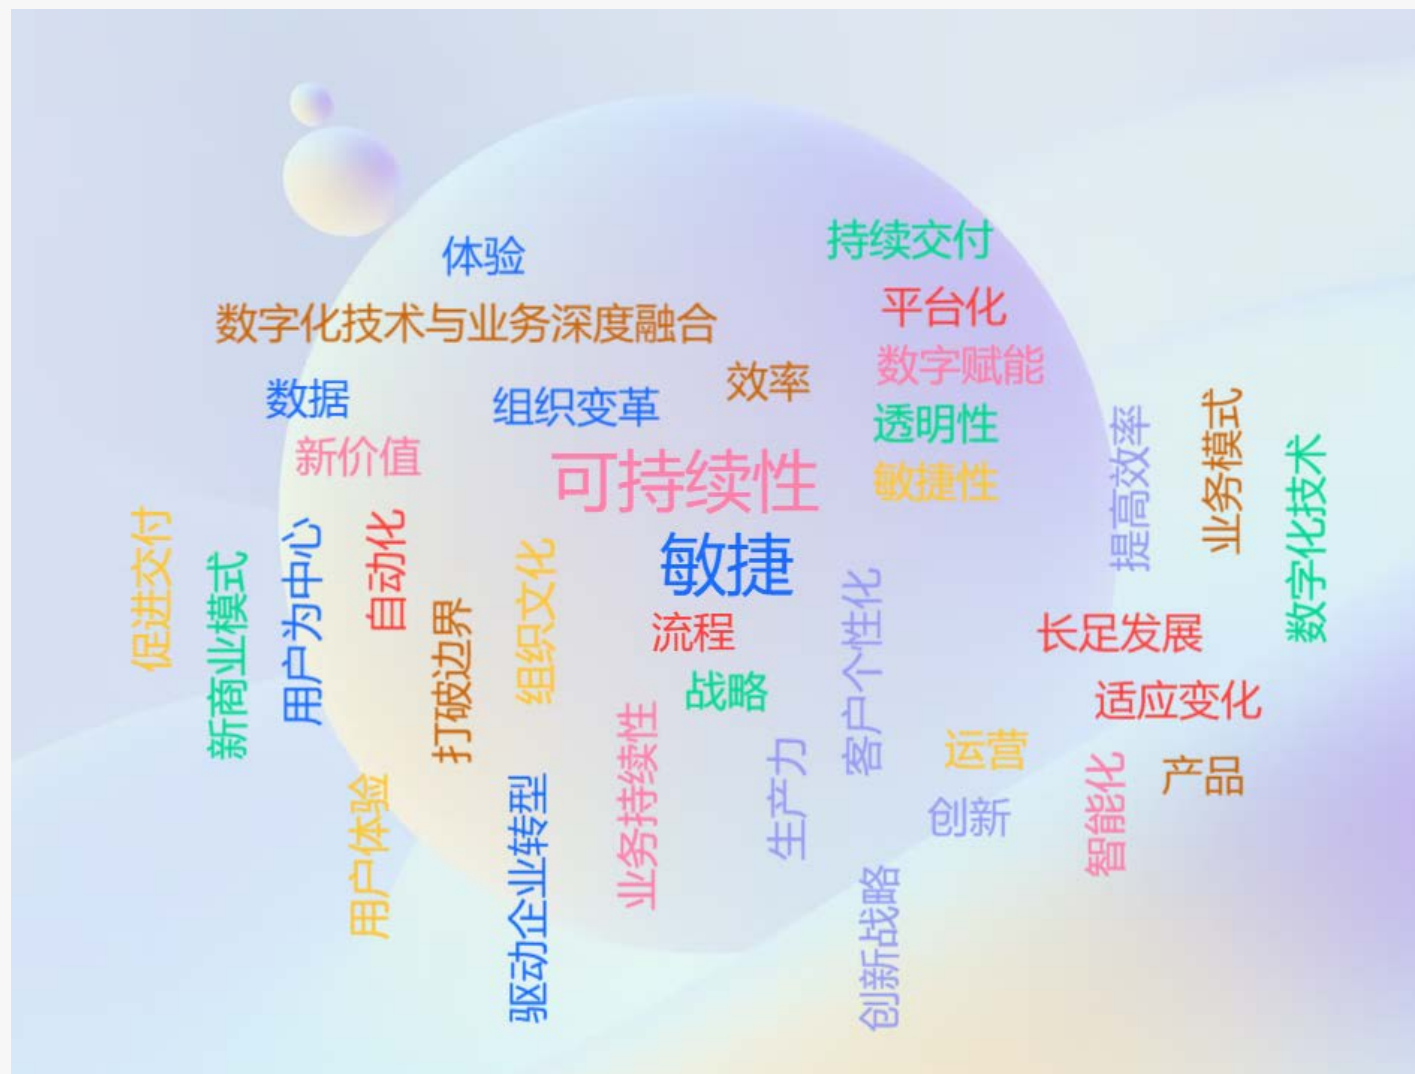 体验
持续交付
平台化
数字化技术与业务深度融合
数字赋能
效率
数据
组织变革
透明性
新价值
可持续性
敏捷性
提高效率
业务模式
数字化技术
促进交付
新商业模式
用户为中心
自动化
打破边界
组织文化
敏捷
流程
战略
客户个性化
长足发展
适应变化
业务持续性
生产力
运营
创新
智能化
产品
用户体验
驱动企业转型
创新战略